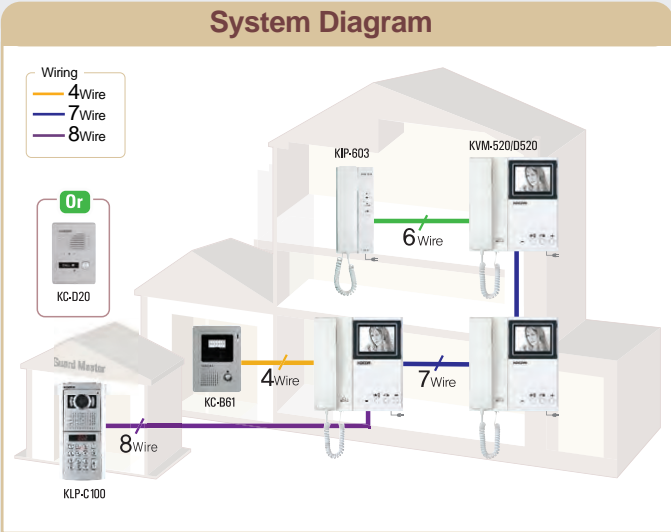 System Diagram
Wiring
4Wire
7Wire
8Wire
KIP-603
KVM-520/D520
Or
6Wire
KC-D20
Guard Master
KC-B61
4Wire
7Wire
8Wire
KLP-C100